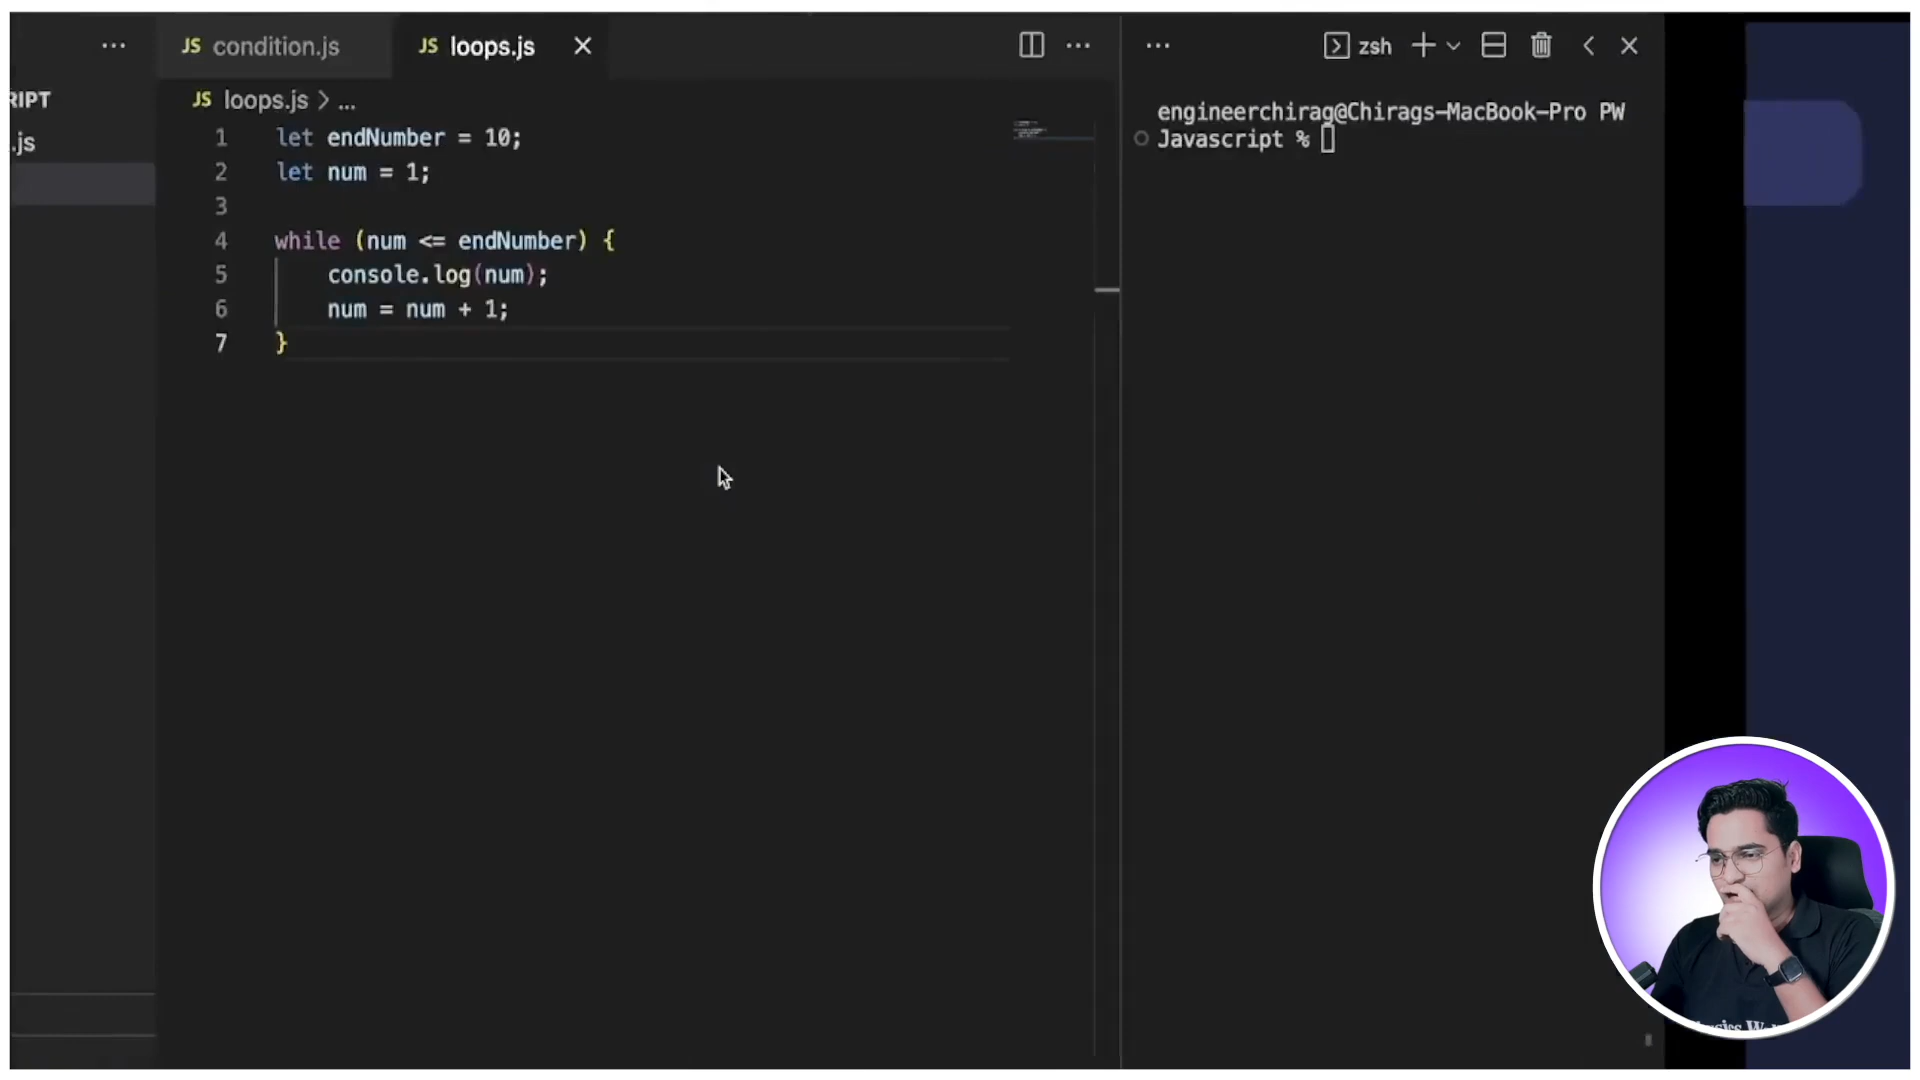 JS condition.js
JS loops.js
zsh
RIPT
.js
JS loops.js > ...
1 let endNumber = 10;
2 let num = 1;
3
4 while (num <= endNumber) {
5 console.log(num);
6 num = num + 1;
7 }
engineerchirag@Chirags-MacBook-Pro PW
Javascript %